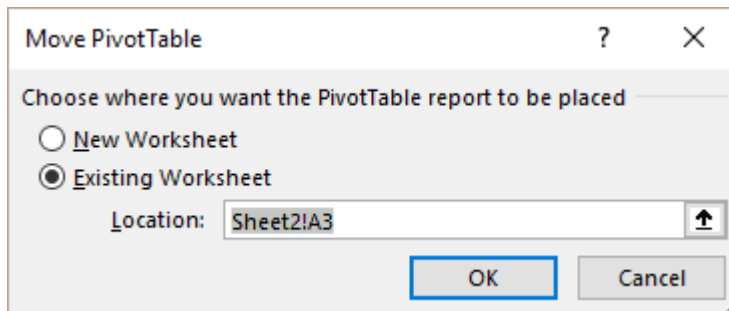 Move PivotTable ?
Choose where you want the PivotTable report to be placed
New Worksheet
Existing Worksheet
Location: Sheet2!A3
OK Cancel